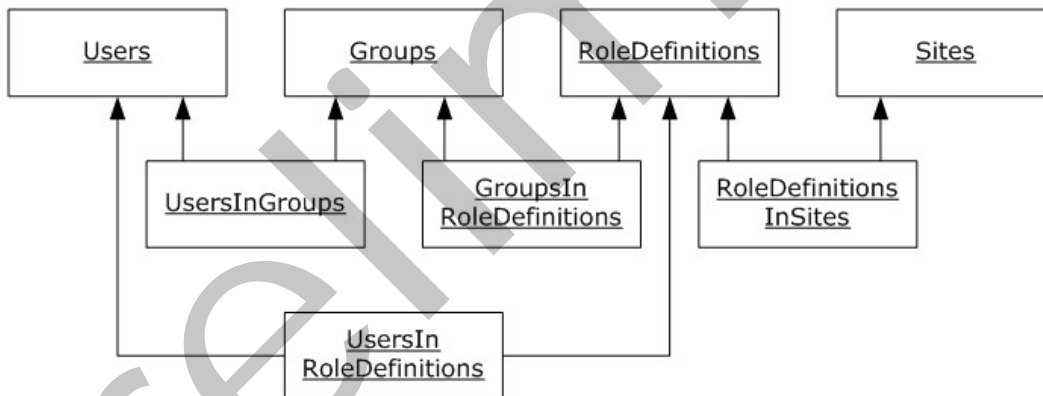 Users
Groups
RoleDefinitions
Sites
UsersInGroups
GroupsIn
RoleDefinitions
RoleDefinitions
InSites
UsersIn
RoleDefinitions